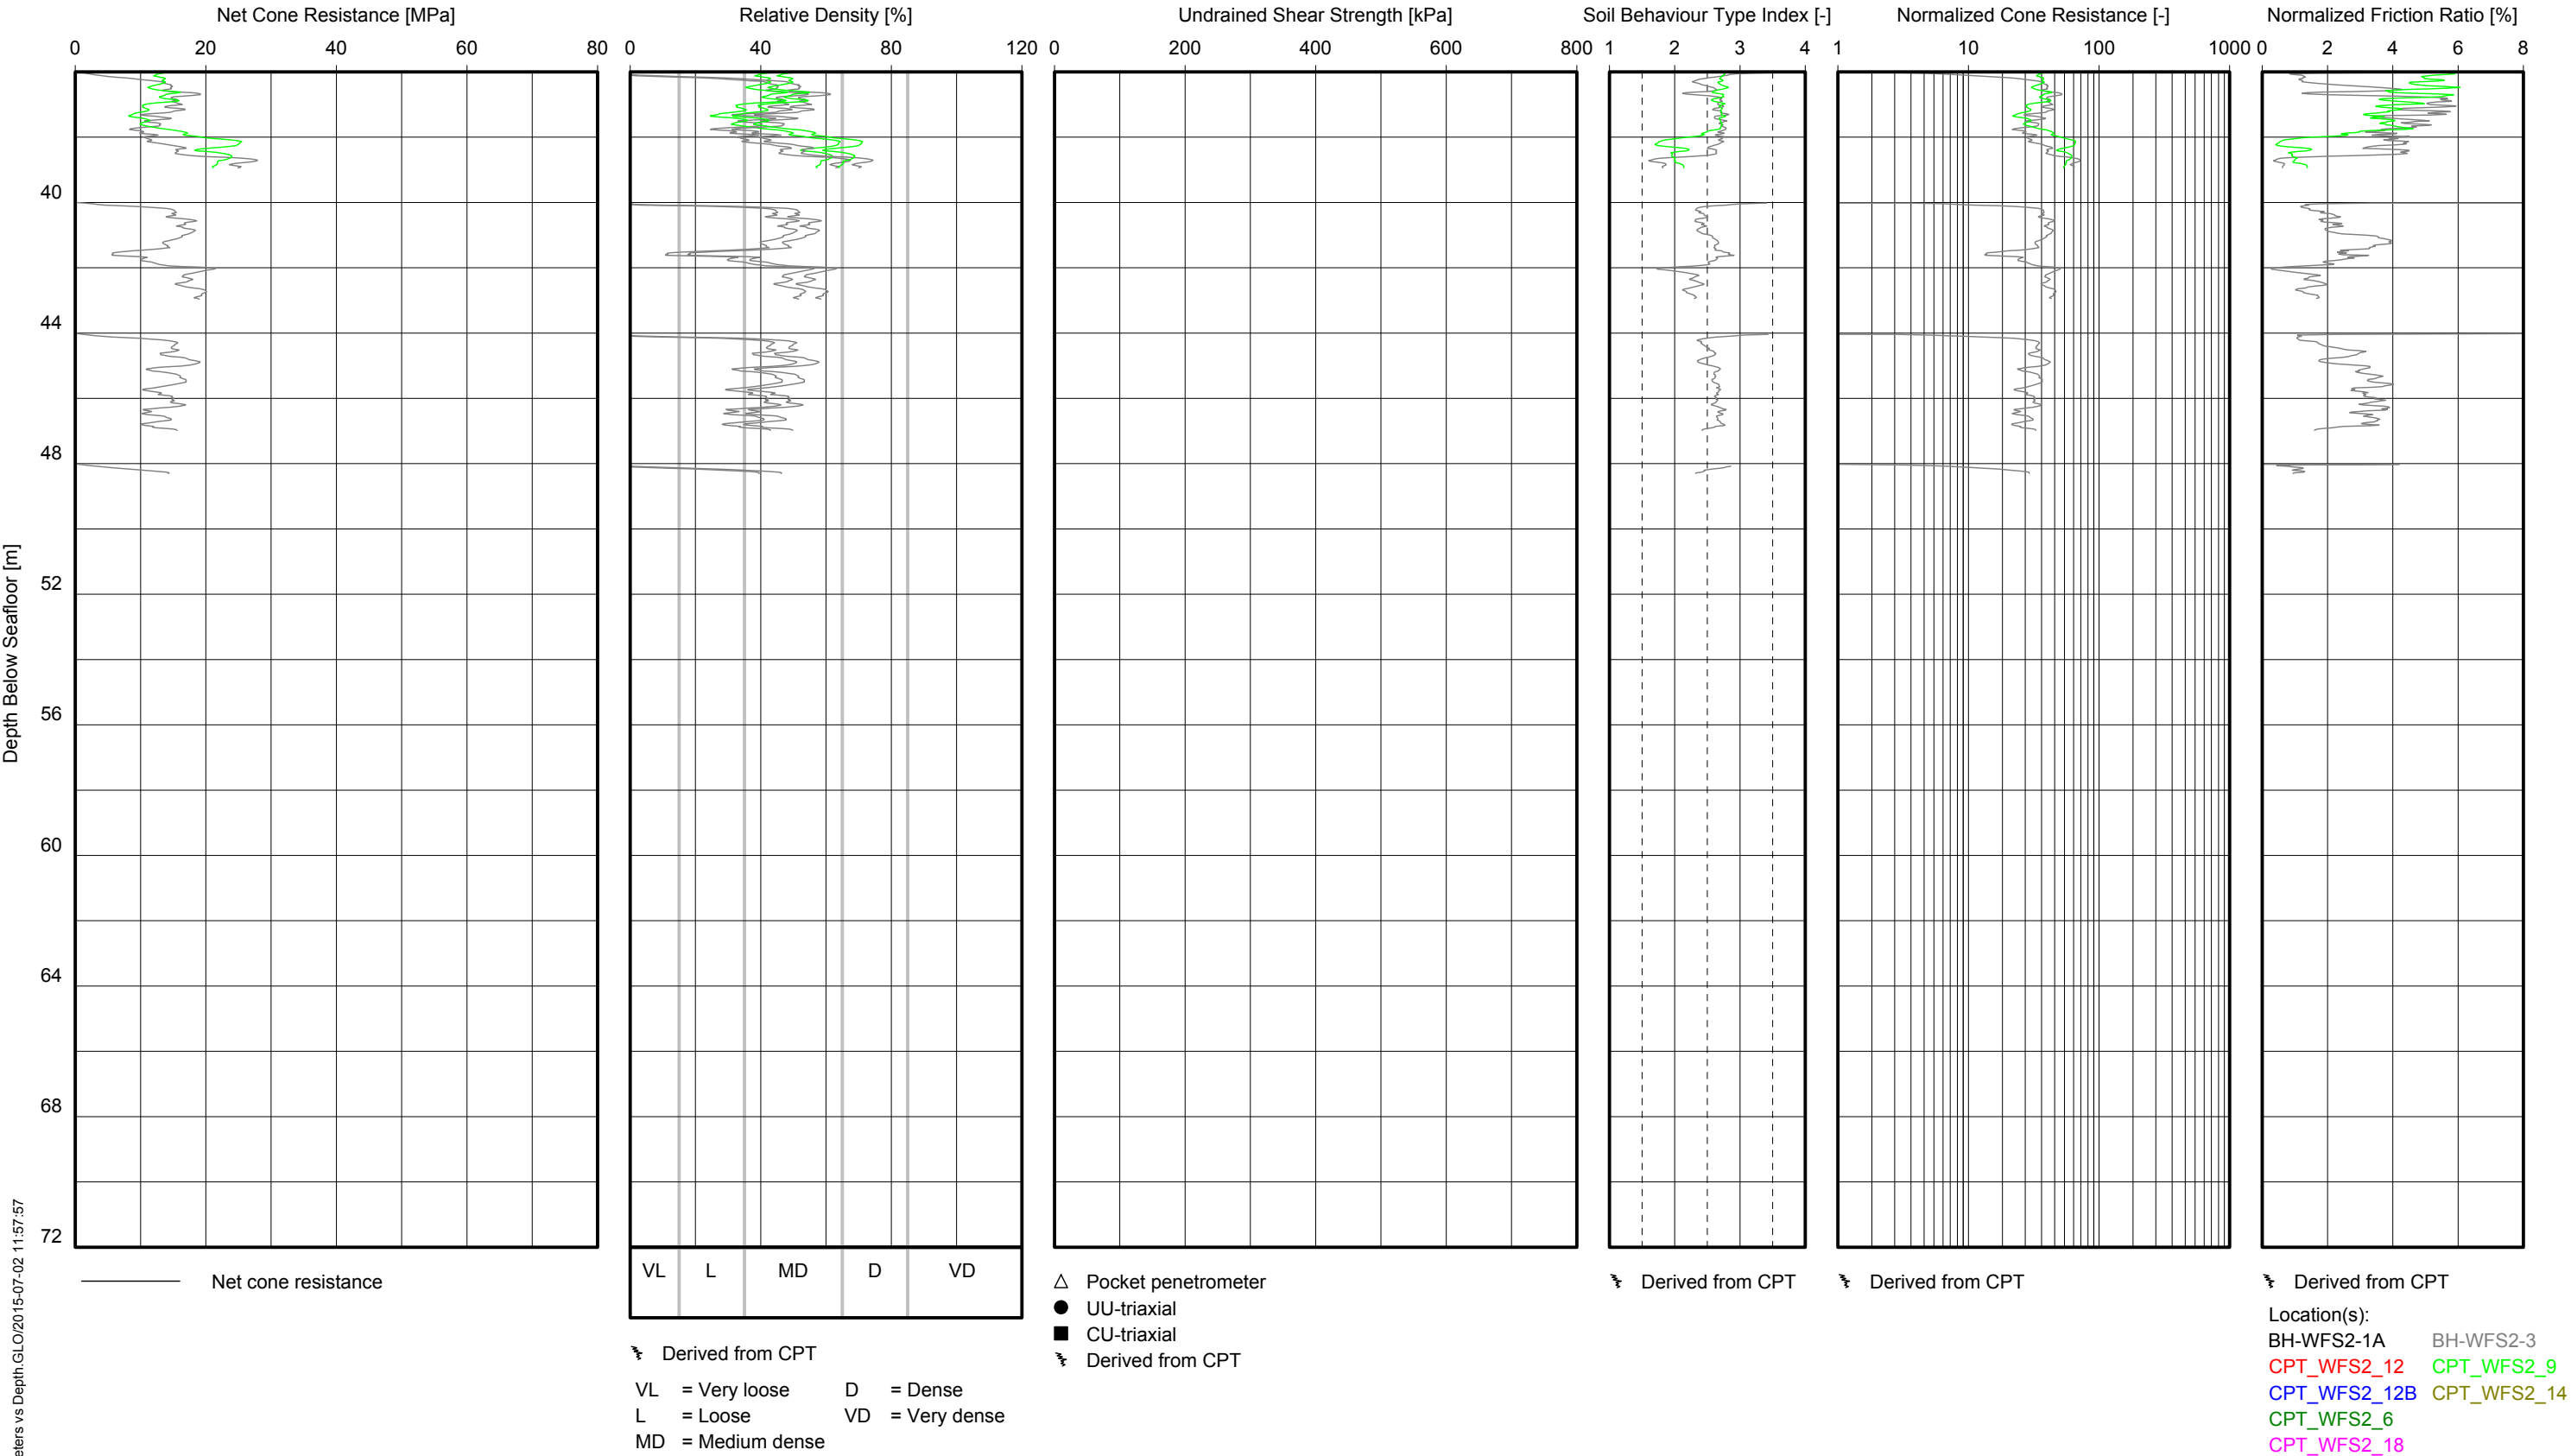 Net Cone Resistance [MPa]
Relative Density [%]
Undrained Shear Strength [kPa]
Soil Behaviour Type Index [-]
Normalized Cone Resistance [-]
Normalized Friction Ratio [%]
0 20 40 60 80
0 40 80 120
0 200 400 600 800
1 2 3 4
1 10 100 1000
0 2 4 6 8
40
44
48
52
56
60
64
68
72
Depth Below Seafloor [m]
eters vs Depth.GLO/2015-07-02 11:57:57
Net cone resistance
VL L MD D VD
Derived from CPT
VL = Very loose D = Dense
L = Loose VD = Very dense
MD = Medium dense
Pocket penetrometer
UU-triaxial
CU-triaxial
Derived from CPT
Derived from CPT
Derived from CPT
Derived from CPT
Location(s):
BH-WFS2-1A BH-WFS2-3
CPT_WFS2_12 CPT_WFS2_9
CPT_WFS2_12B CPT_WFS2_14
CPT_WFS2_6
CPT_WFS2_18